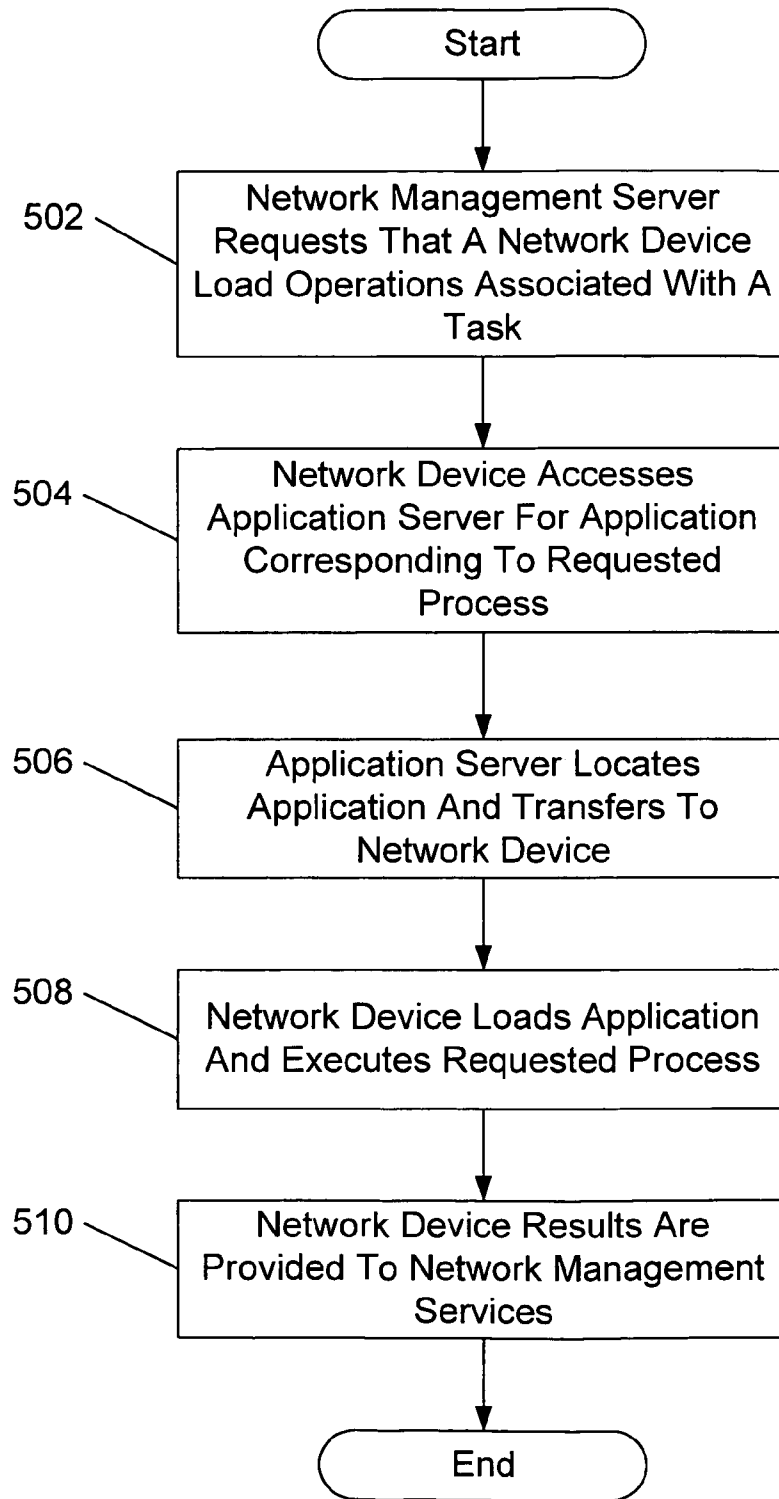 Start
502
Network Management Server
Requests That A Network Device
Load Operations Associated With A
Task
504
Network Device Accesses
Application Server For Application
Corresponding To Requested
Process
506
Application Server Locates
Application And Transfers To
Network Device
508
Network Device Loads Application
And Executes Requested Process
510
Network Device Results Are
Provided To Network Management
Services
End